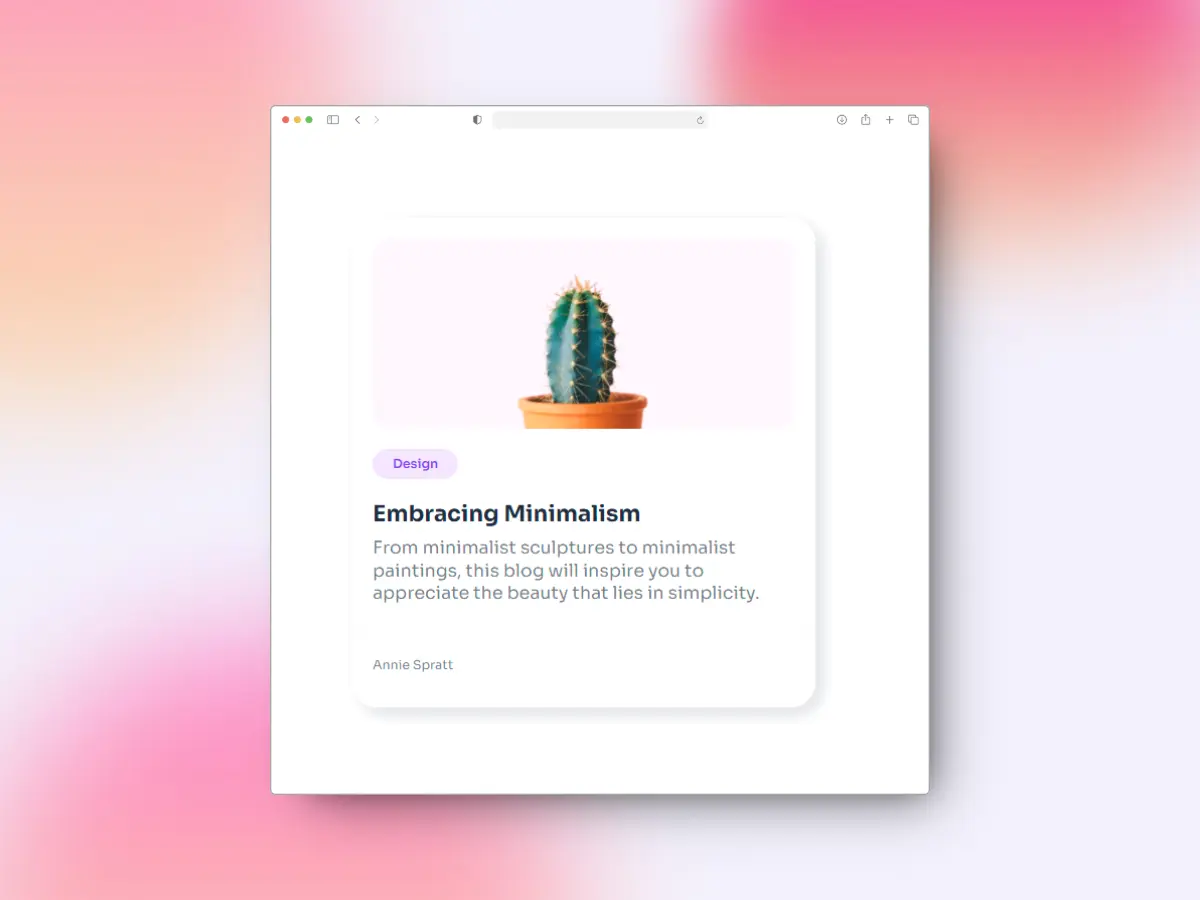 Design
Embracing Minimalism
From minimalist sculptures to minimalist
paintings, this blog will inspire you to
appreciate the beauty that lies in simplicity.
Annie Spratt